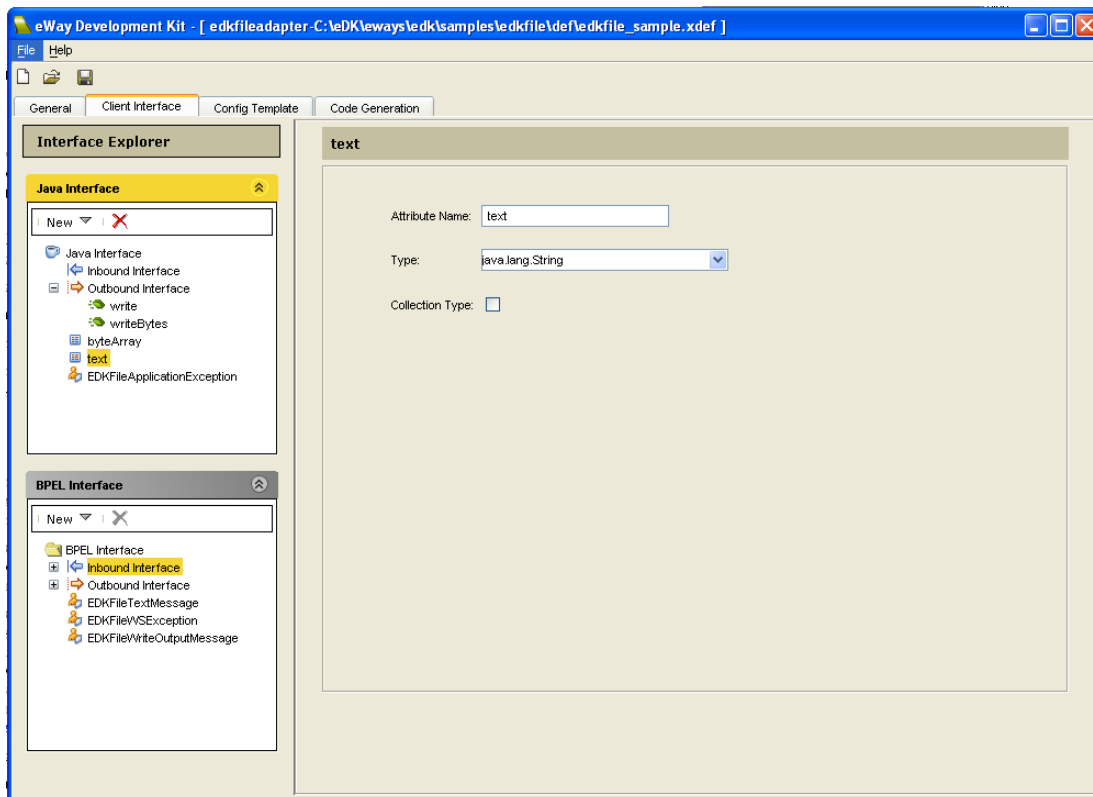 eWay Development Kit - [ edkfileadapter-C:\eDK\eways\edk\samples\edkfile\def\edkfile_sample.xdef ]
File Help
General Client Interface Config Template Code Generation
Interface Explorer
text
Java Interface
New
Java Interface
Inbound Interface
Outbound Interface
write
writeBytes
byteArray
text
EDKFileApplicationException
Attribute Name: text
Type: java.lang.String
Collection Type:
BPEL Interface
New
BPEL Interface
Inbound Interface
Outbound Interface
EDKFileTextMessage
EDKFileWSException
EDKFileWriteOutputMessage